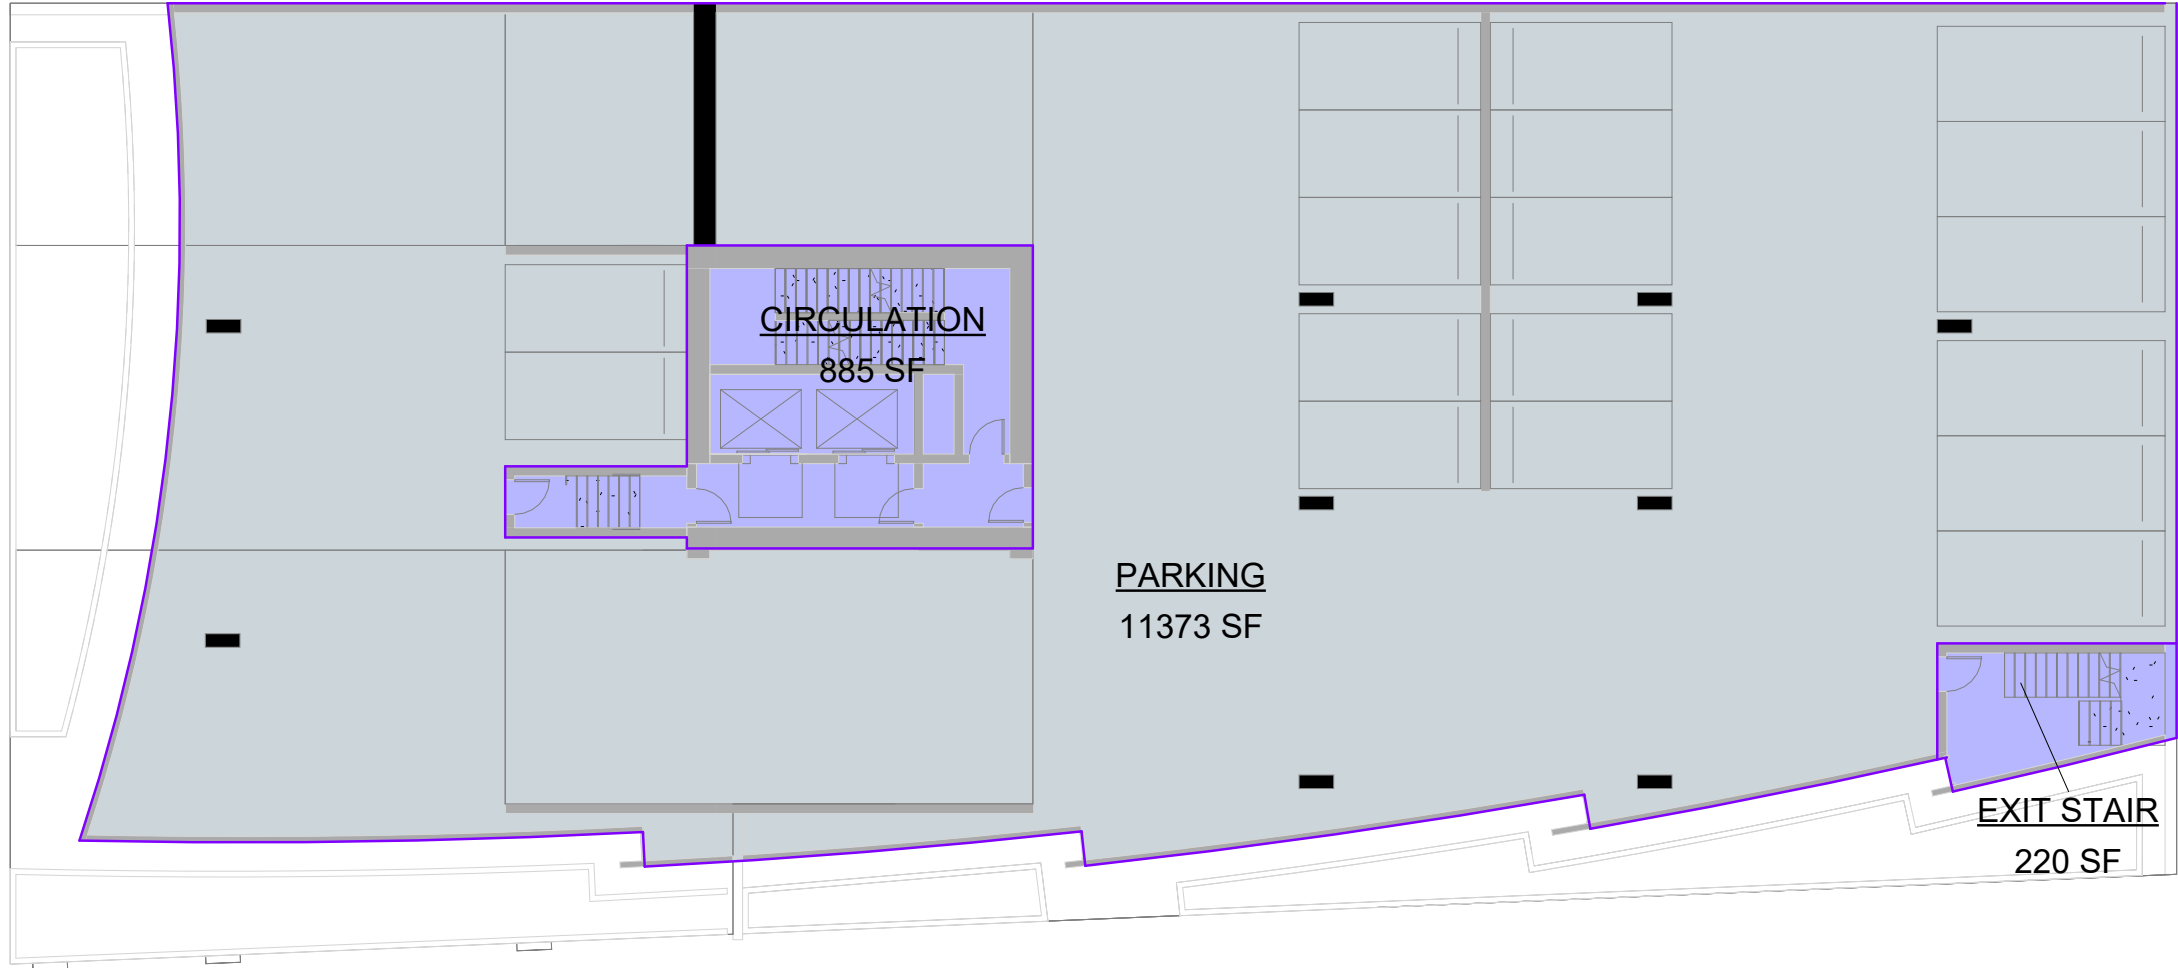 CIRCULATION
885 SF
PARKING
11373 SF
EXIT STAIR
220 SF